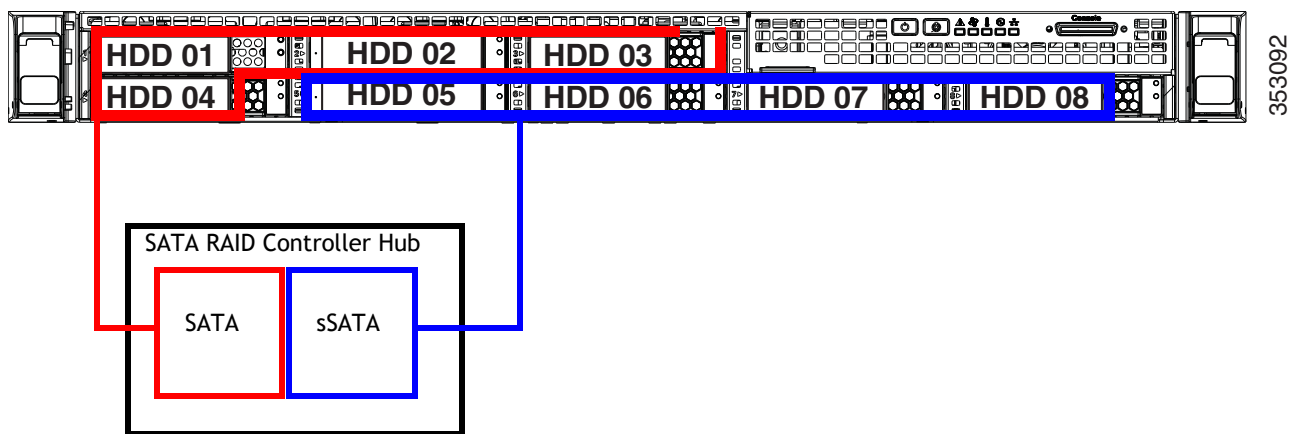 Console
HDD 01 HDD 02 HDD 03
HDD 04 HDD 05 HDD 06 HDD 07 HDD 08
353092
SATA RAID Controller Hub
SATA sSATA